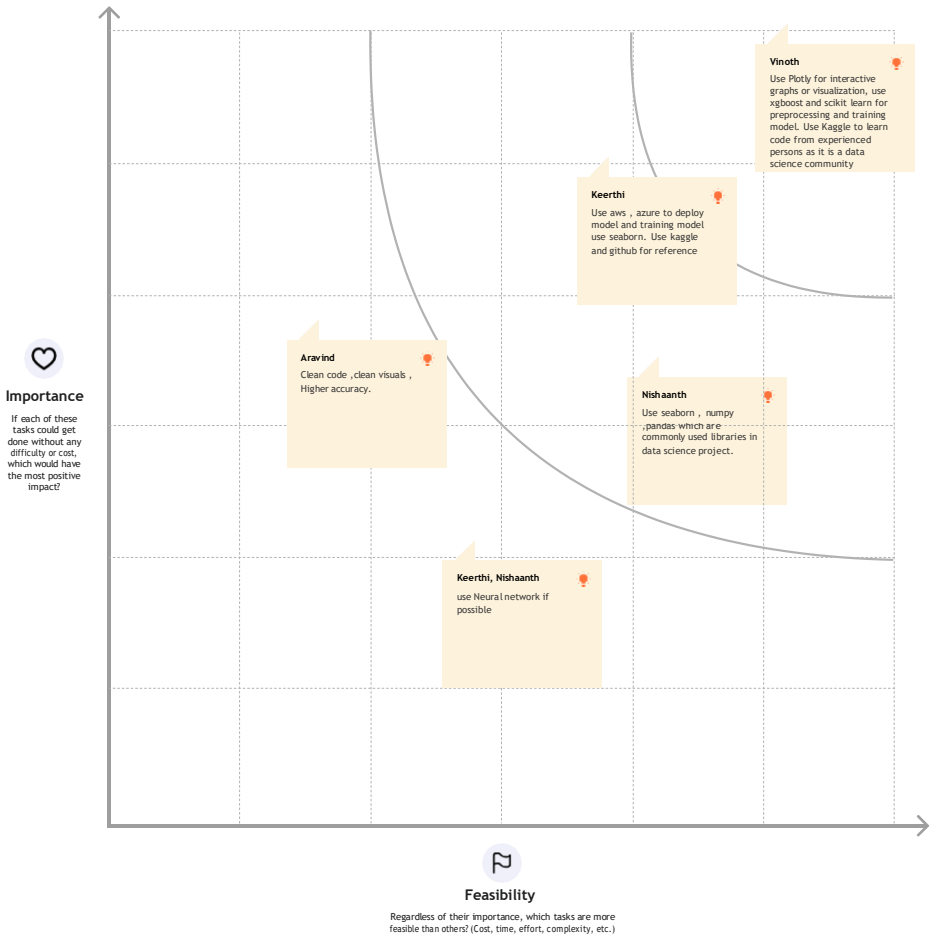 Vinoth
Use Plotly for interactive
graphs or visualization, use
xgboost and scikit learn for
preprocessing and training
model. Use Kaggle to learn
code from experienced
persons as it is a data
science community
Keerthi
Use aws , azure to deploy
model and training model
use seaborn. Use kaggle
and github for reference
Aravind
Clean code ,clean visuals ,
Higher accuracy.
Nishaanth
Use seaborn , numpy
,pandas which are
commonly used libraries in
data science project.
Importance
If each of these
tasks could get
done without any
difficulty or cost,
which would have
the most positive
impact?
Keerthi, Nishaanth
use Neural network if
possible
Feasibility
Regardless of their importance, which tasks are more
feasible than others? (Cost, time, effort, complexity, etc.)